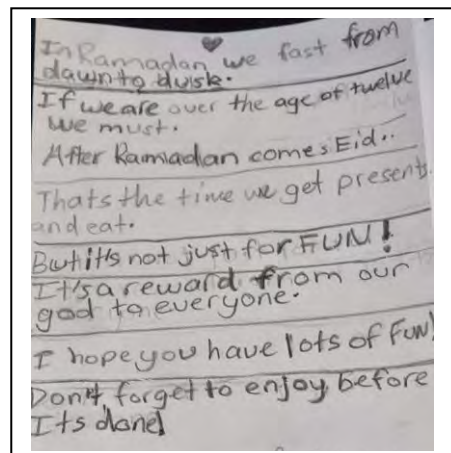 In Ramadan we fast from
dawn to dusk.
If we are over the age of twelve
we must.
After Ramadan comes Eid..
Thats the time we get presents.
and eat.
But it's not just for FUN!
It's a reward from our
god to everyone.
I hope you have lots of FUN!
Don't forget to enjoy before
Its done!